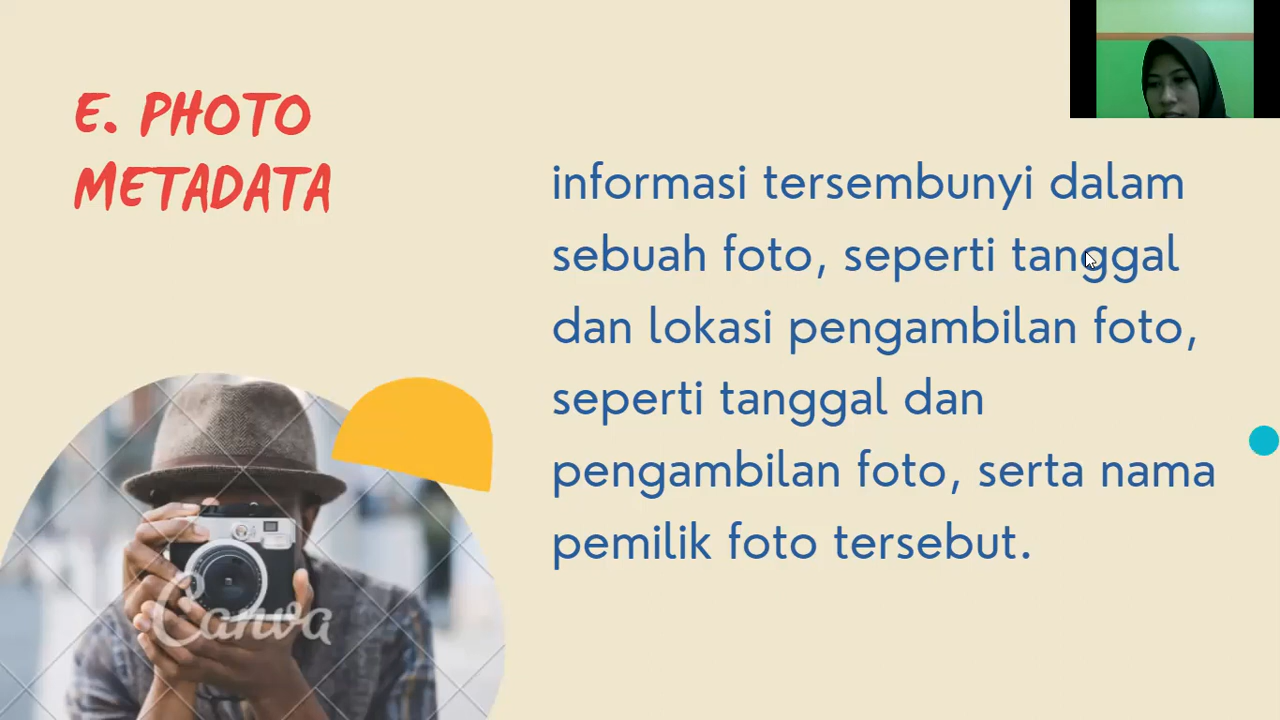 E. PHOTO
METADATA
informasi tersembunyi dalam
sebuah foto, seperti tanggal
dan lokasi pengambilan foto,
seperti tanggal dan
pengambilan foto, serta nama
pemilik foto tersebut.
Canva